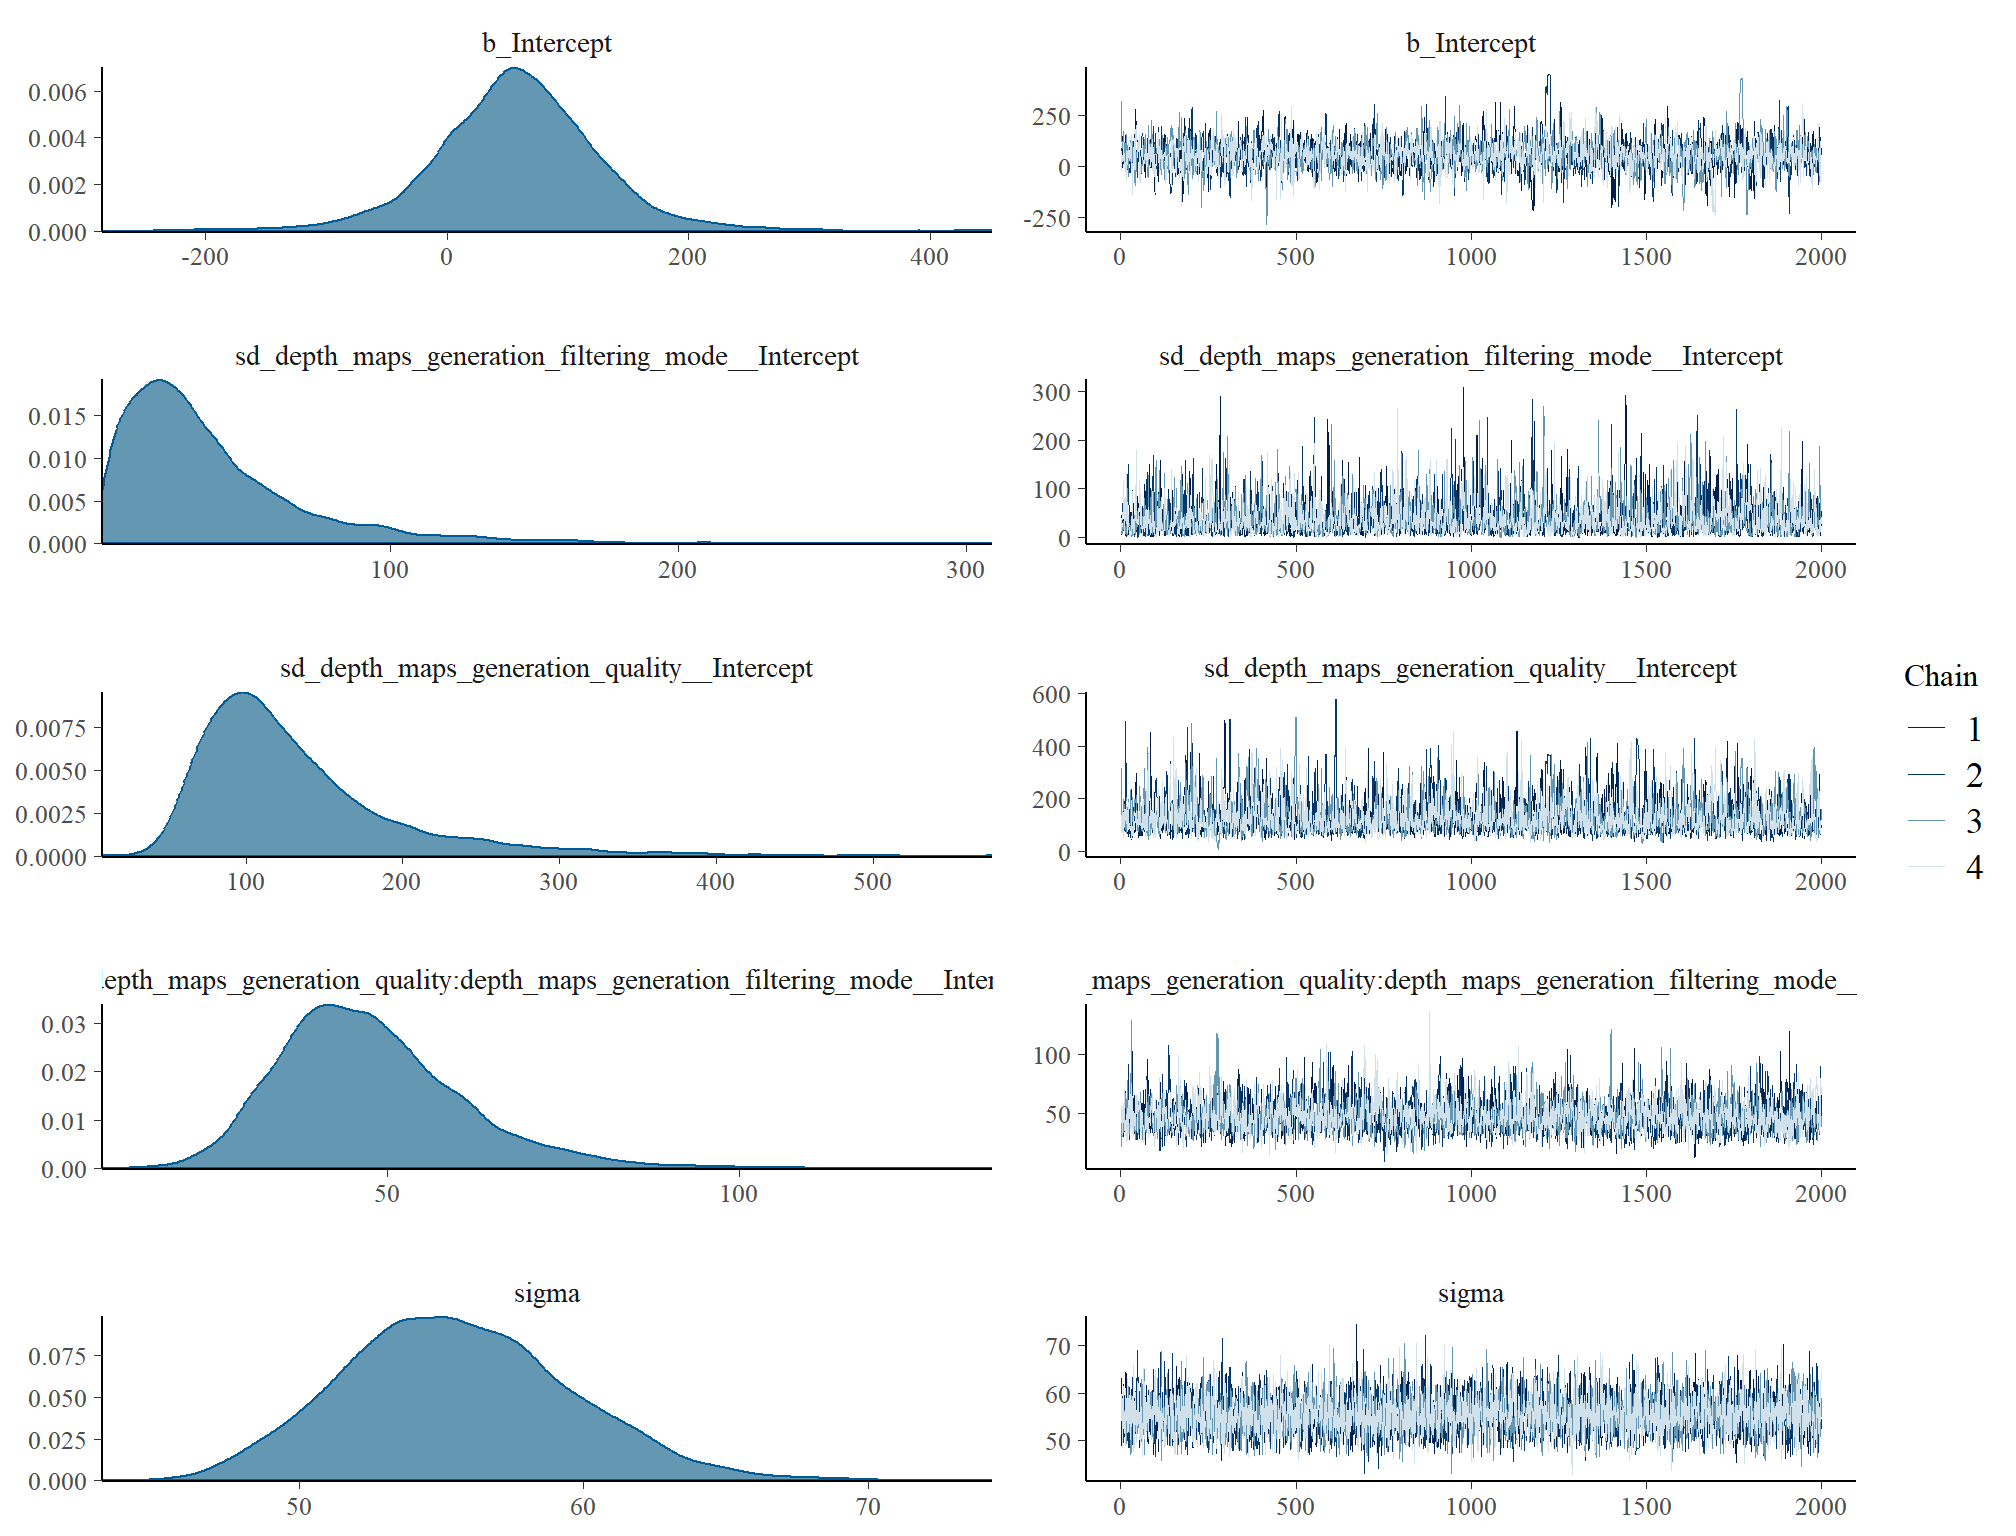 b_Intercept
b_Intercept
0.006
0.004
0.002
0.000
-200 0 200 400
250
0
-250
0 500 1000 1500 2000
sd_depth_maps_generation_filtering_mode__Intercept
sd_depth_maps_generation_filtering_mode__Intercept
0.015
0.010
0.005
0.000
100 200 300
300
200
100
0
0 500 1000 1500 2000
sd_depth_maps_generation_quality__Intercept
sd_depth_maps_generation_quality__Intercept
0.0075
0.0050
0.0025
0.0000
100 200 300 400 500
600
400
200
0
0 500 1000 1500 2000
Chain
1
2
3
4
epth_maps_generation_quality:depth_maps_generation_filtering_mode__Inter
_maps_generation_quality:depth_maps_generation_filtering_mode__
0.03
0.02
0.01
0.00
50 100
100
50
0 500 1000 1500 2000
sigma
sigma
0.075
0.050
0.025
0.000
50 60 70
70
60
50
0 500 1000 1500 2000